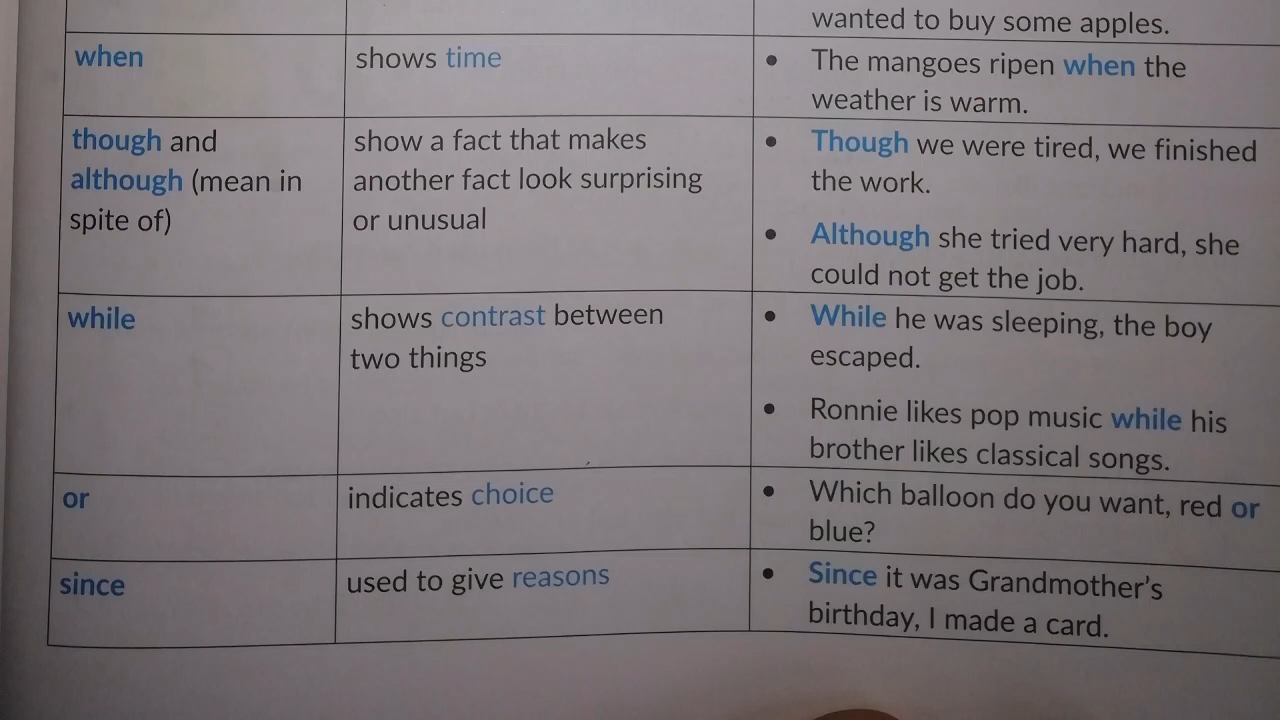 wanted to buy some apples.
when
shows time
• The mangoes ripen when the
weather is warm.
though and
although (mean in
spite of)
show a fact that makes
another fact look surprising
or unusual
• Though we were tired, we finished
the work.
• Although she tried very hard, she
could not get the job.
while
shows contrast between
two things
• While he was sleeping, the boy
escaped.
• Ronnie likes pop music while his
brother likes classical songs.
or
indicates choice
• Which balloon do you want, red or
blue?
since
used to give reasons
• Since it was Grandmother's
birthday, I made a card.